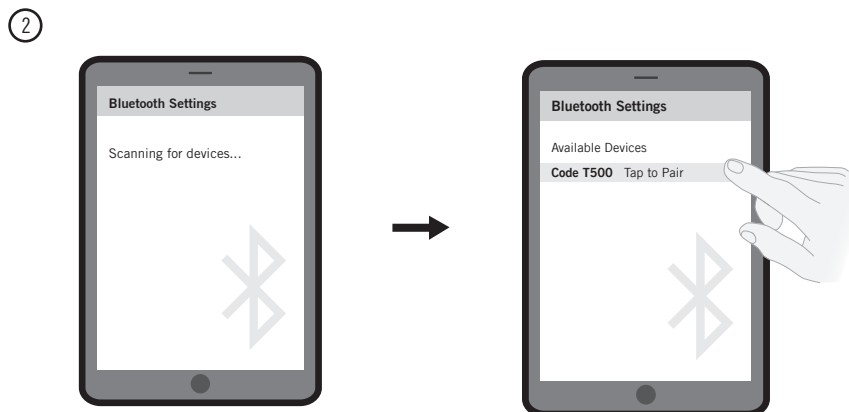 2
Bluetooth Settings
Scanning for devices...
Bluetooth Settings
Available Devices
Code T500 Tap to Pair